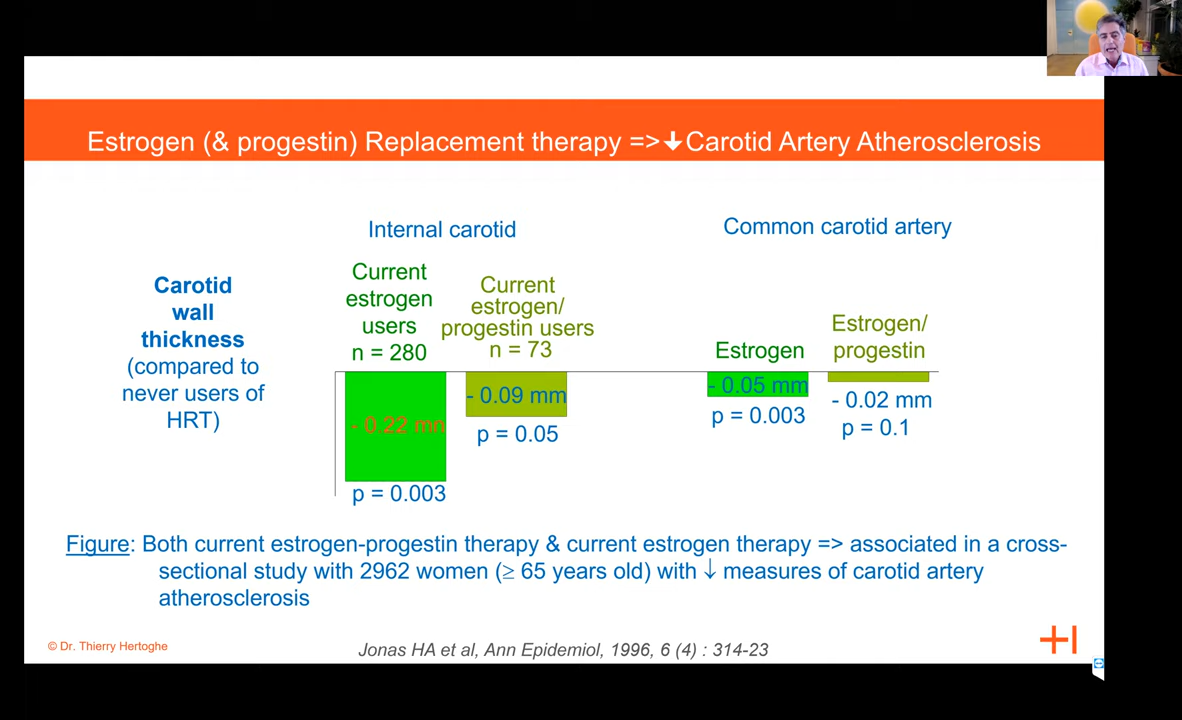 Estrogen (& progestin) Replacement therapy =>↓Carotid Artery Atherosclerosis
Internal carotid
Common carotid artery
Carotid
wall
thickness
(compared to
never users of
HRT)
Current
estrogen
users
n = 280
Current
estrogen/
progestin users
n = 73
Estrogen
Estrogen/
progestin
- 0.22 mn
p = 0.003
- 0.09 mm
p = 0.05
- 0.05 mm
p = 0.003
- 0.02 mm
p = 0.1
Figure: Both current estrogen-progestin therapy & current estrogen therapy => associated in a cross-
sectional study with 2962 women (≥ 65 years old) with ↓ measures of carotid artery
atherosclerosis
© Dr. Thierry Hertoghe
Jonas HA et al, Ann Epidemiol, 1996, 6 (4) : 314-23